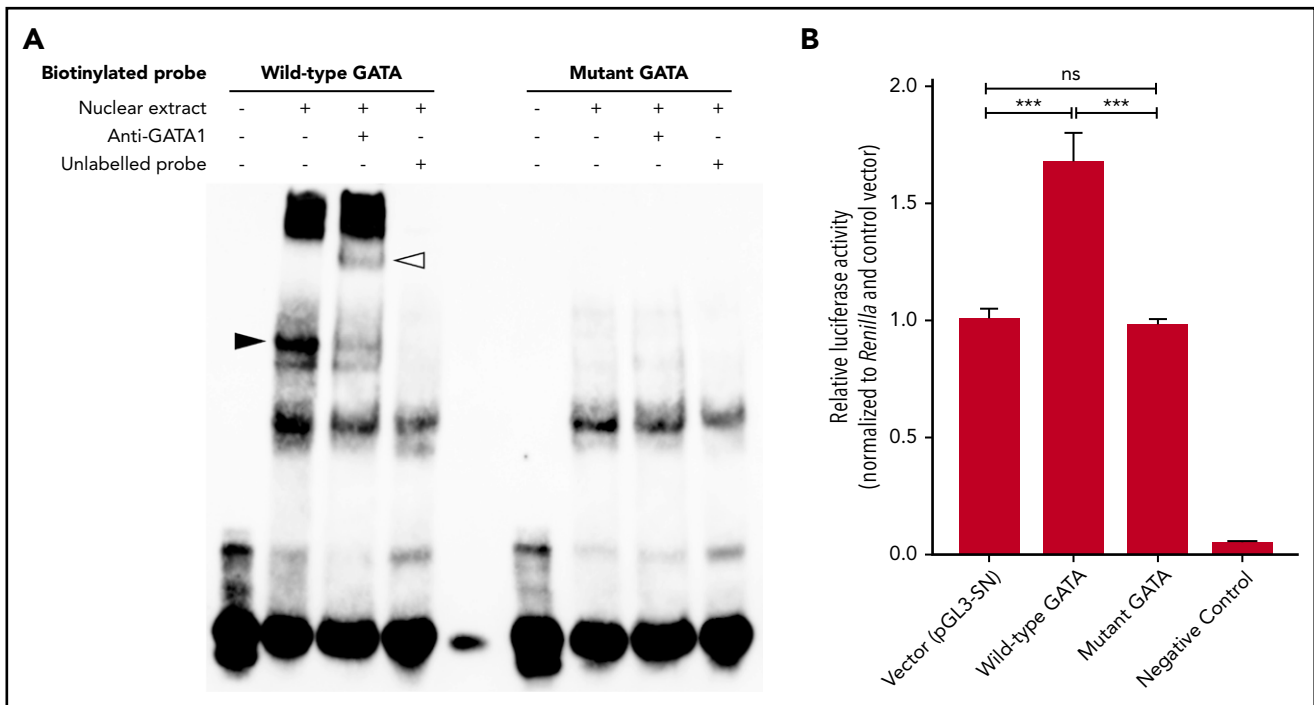 A
Biotinylated probe Wild-type GATA Mutant GATA
Nuclear extract - + + + - + + +
Anti-GATA1 - - + - - - + -
Unlabelled probe - - - + - - - +
B
Relative luciferase activity
(normalized to Renilla and control vector)
2.0
1.5
1.0
0.5
0.0
ns
*** ***
Vector (pGL3-SN)
Wild-type GATA
Mutant GATA
Negative Control